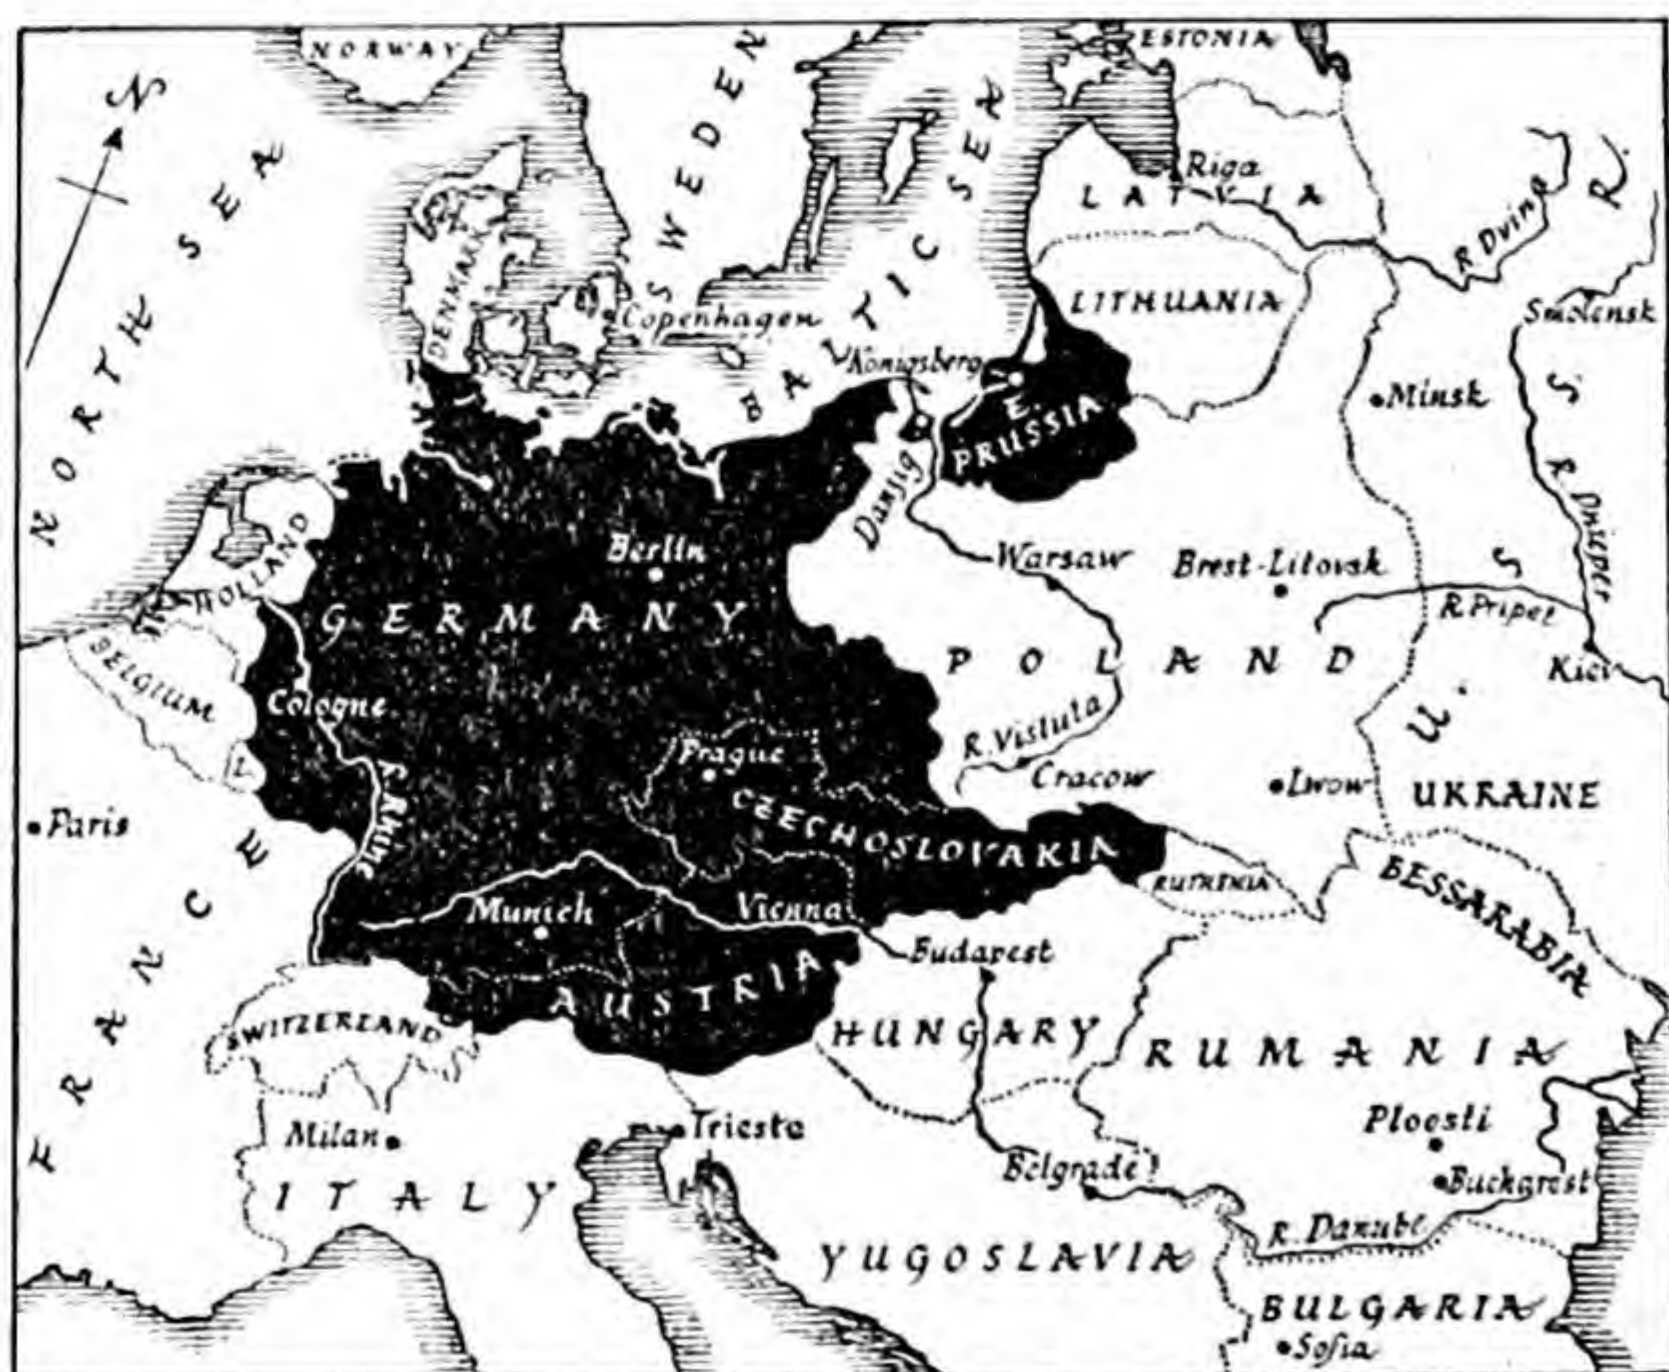 NORWAY
ESTONIA
N
NORTH SEA
SWEDEN
BALTIC SEA
Riga
LATVIA
R. Dvina
DENMARK
LITHUANIA
Copenhagen
Smolensk
Königsberg
Minsk
U. S. S. R.
E.
PRUSSIA
Danzig
R Dnieper
HOLLAND
Berlin
Warsaw
Brest-Litovsk
R. Pripet
GERMANY
POLAND
BELGIUM
Kiev
Cologne
L
R. Vistula
Prague
Cracow
R. Rhine
Lwow
UKRAINE
Paris
CZECHOSLOVAKIA
RUTHENIA
BESSARABIA
FRANCE
Munich
Vienna
Budapest
AUSTRIA
SWITZERLAND
HUNGARY
RUMANIA
Milan
Trieste
Ploesti
Belgrade
Bucharest
ITALY
R. Danube
YUGOSLAVIA
BULGARIA
Sofia